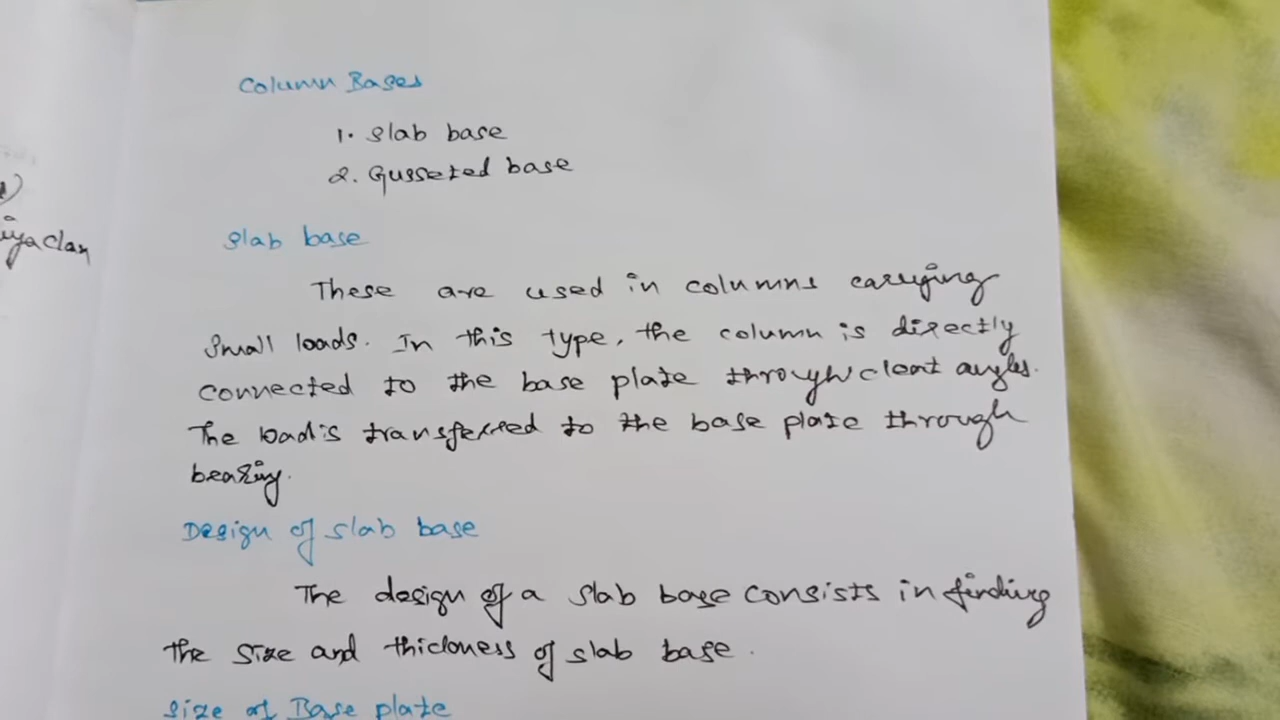 Column Bases
1. Slab base
2. Gusseted base
Slab base
These are used in columns carrying
small loads. In this type, the column is directly
connected to the base plate through cleat angles.
The load is transferred to the base plate through
bearing.
Design of slab base
The design of a slab base consists in finding
the size and thickness of slab base.
Size of Base plate